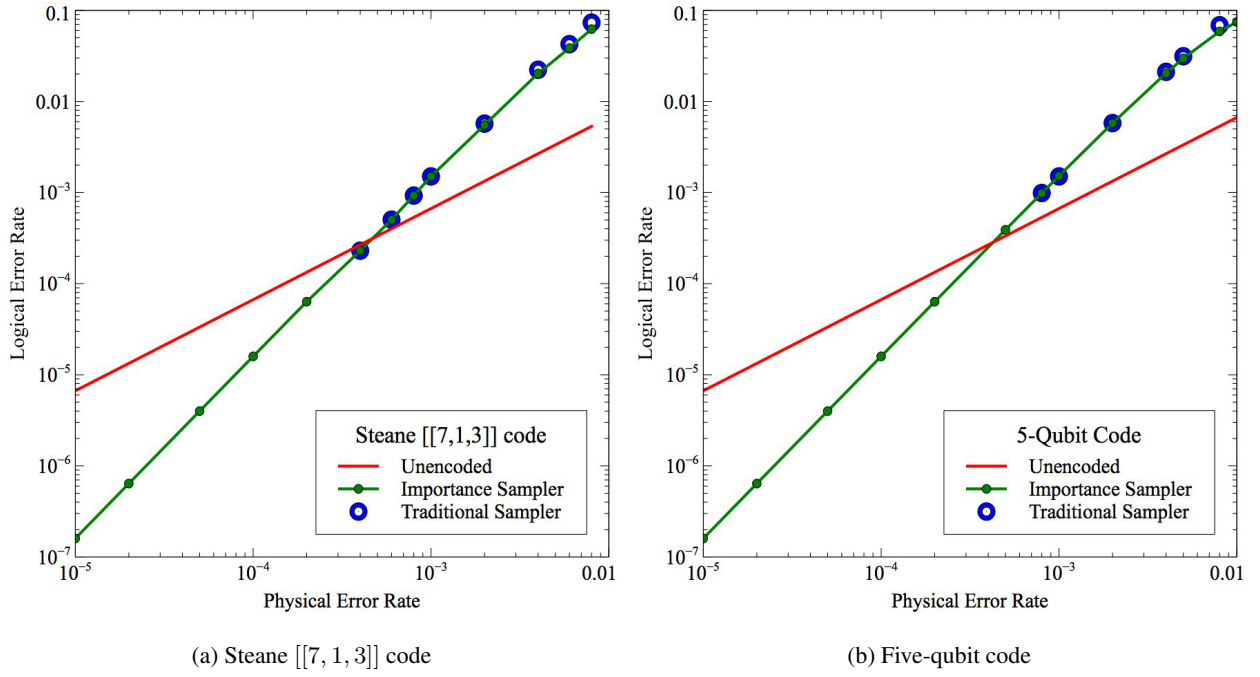 0.1
0.01
10⁻³
10⁻⁴
10⁻⁵
10⁻⁶
10⁻⁷
Logical Error Rate
Steane [[7,1,3]] code
Unencoded
Importance Sampler
Traditional Sampler
10⁻⁵
10⁻⁴
10⁻³
0.01
Physical Error Rate
(a) Steane [[7, 1, 3]] code
0.1
0.01
10⁻³
10⁻⁴
10⁻⁵
10⁻⁶
10⁻⁷
Logical Error Rate
5-Qubit Code
Unencoded
Importance Sampler
Traditional Sampler
10⁻⁵
10⁻⁴
10⁻³
0.01
Physical Error Rate
(b) Five-qubit code